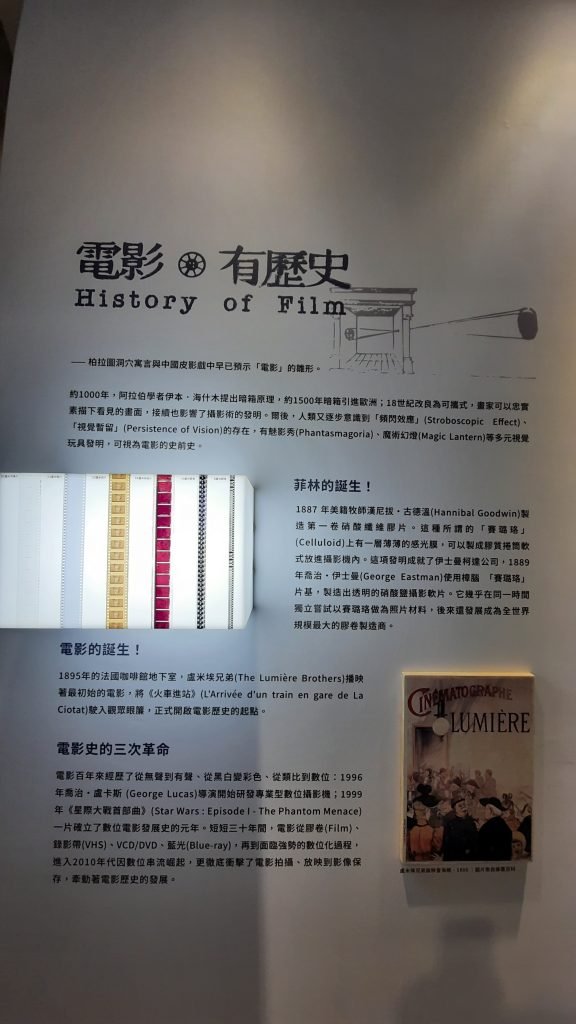 電影 有歷史
History of Film
—— 柏拉圖洞穴寓言與中國皮影戲中早已預示「電影」的雛形。
約1000年，阿拉伯學者伊本．海什木提出暗箱原理，約1500年暗箱引進歐洲；18世紀改良為可攜式，畫家可以忠實
素描下看見的畫面，接續也影響了攝影術的發明。爾後，人類又逐步意識到「頻閃效應」(Stroboscopic Effect)、
「視覺暫留」(Persistence of Vision)的存在，有魅影秀(Phantasmagoria)、魔術幻燈(Magic Lantern)等多元視覺
玩具發明，可視為電影的史前史。
菲林的誕生！
1887 年美籍牧師漢尼拔・古德溫(Hannibal Goodwin)製
造第一卷硝酸纖維膠片。這種所謂的「賽璐珞」
(Celluloid)上有一層薄薄的感光膜，可以製成膠質捲筒軟
式放進攝影機內。這項發明成就了伊士曼柯達公司，1889
年喬治・伊士曼(George Eastman)使用樟腦 「賽璐珞」
片基，製造出透明的硝酸鹽攝影軟片。它幾乎在同一時間
獨立嘗試以賽璐珞做為照片材料，後來還發展成為全世界
規模最大的膠卷製造商。
電影的誕生！
1895年的法國咖啡館地下室，盧米埃兄弟(The Lumière Brothers)播映
著最初始的電影，將《火車進站》(L'Arrivée d'un train en gare de La
Ciotat)駛入觀眾眼簾，正式開啟電影歷史的起點。
電影史的三次革命
電影百年來經歷了從無聲到有聲、從黑白變彩色、從類比到數位：1996
年喬治・盧卡斯 (George Lucas)導演開始研發專業型數位攝影機；1999
年《星際大戰首部曲》(Star Wars : Episode I - The Phantom Menace)
一片確立了數位電影發展史的元年。短短三十年間，電影從膠卷(Film)、
錄影帶(VHS)、VCD/DVD、藍光(Blue-ray)，再到面臨強勢的數位化過程，
進入2010年代因數位串流崛起，更徹底衝擊了電影拍攝、放映到影像保
存，牽動著電影歷史的發展。
CINÉMATOGRAPHE
LUMIÈRE